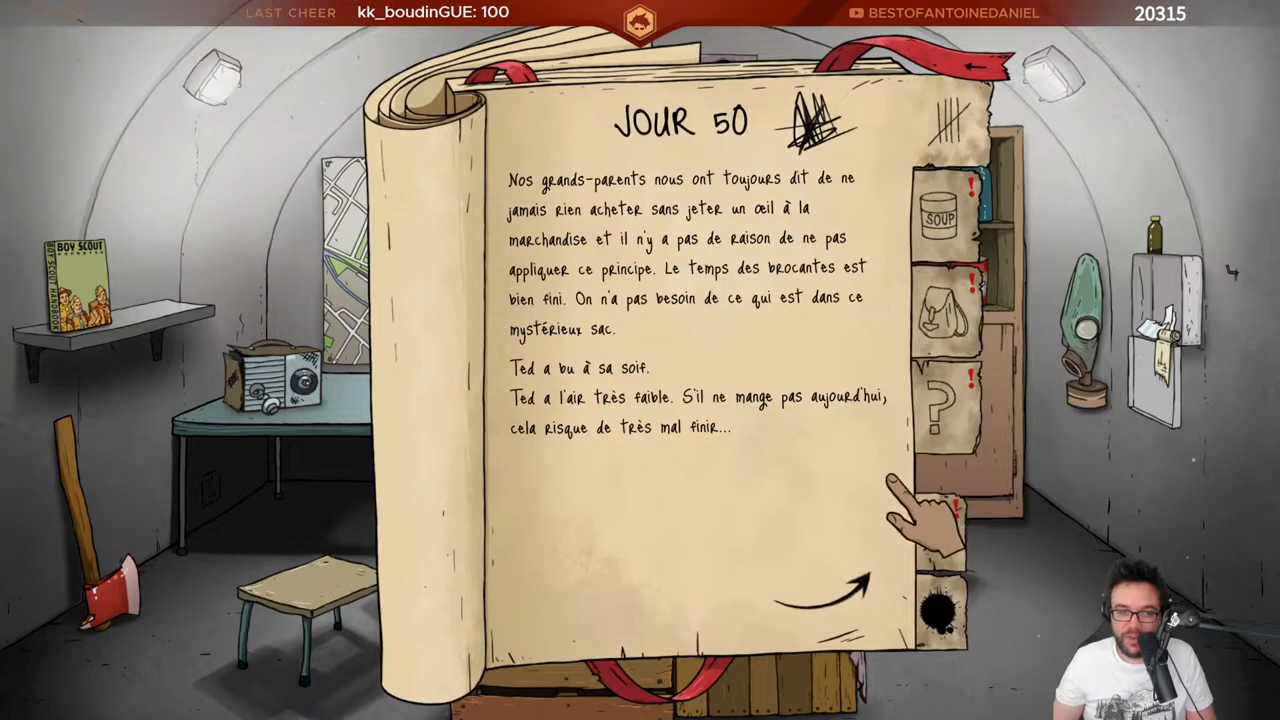 LAST CHEER kk_boudinGUE: 100
BESTOFANTOINEDANIEL
20315
JOUR 50
Nos grands-parents nous ont toujours dit de ne
jamais rien acheter sans jeter un œil à la
marchandise et il n'y a pas de raison de ne pas
appliquer ce principe. Le temps des brocantes est
bien fini. On n'a pas besoin de ce qui est dans ce
mystérieux sac.
Ted a bu à sa soif.
Ted a l'air très faible. S'il ne mange pas aujourd'hui,
cela risque de très mal finir...
SOUP
!
!
?
!
!
BOY SCOUT
BOY SCOUT HANDBOOK